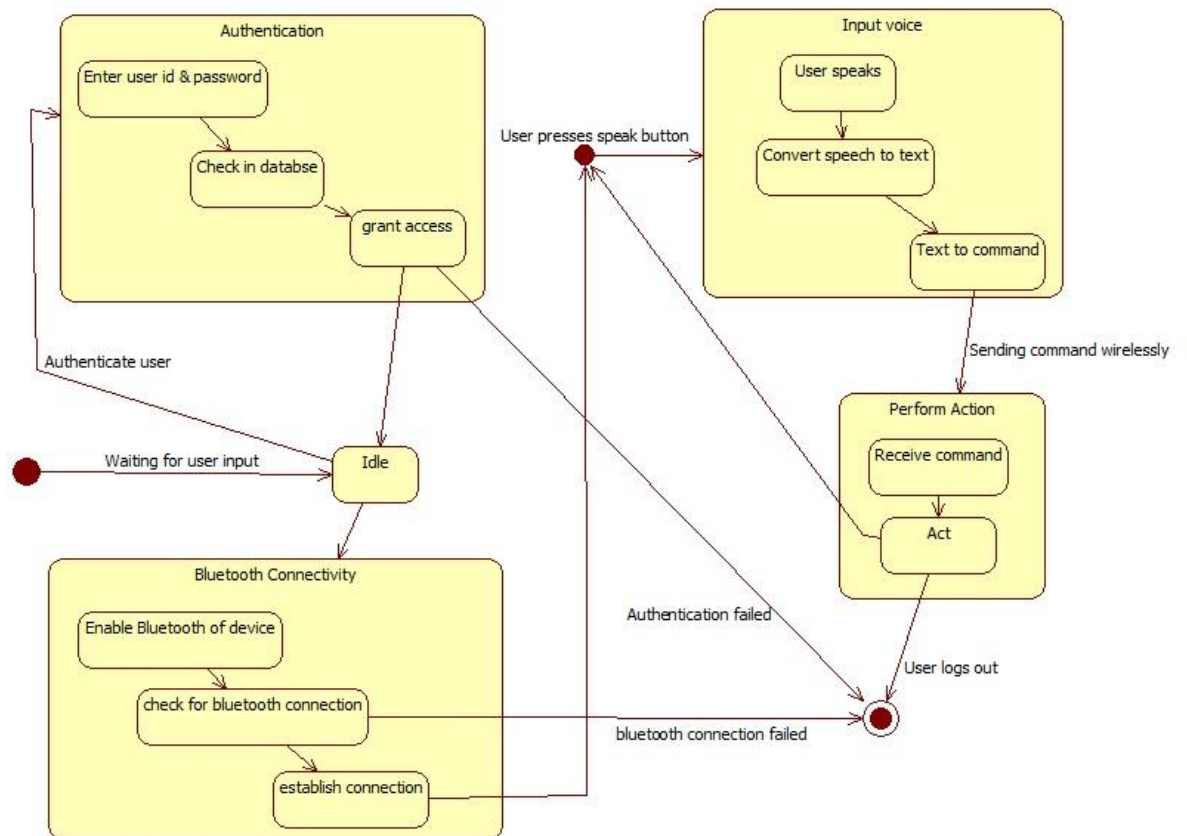 Authentication
Enter user id & password
Check in databse
grant access
Authenticate user
Waiting for user input
Idle
Bluetooth Connectivity
Enable Bluetooth of device
check for bluetooth connection
establish connection
User presses speak button
Input voice
User speaks
Convert speech to text
Text to command
Sending command wirelessly
Perform Action
Receive command
Act
Authentication failed
User logs out
bluetooth connection failed